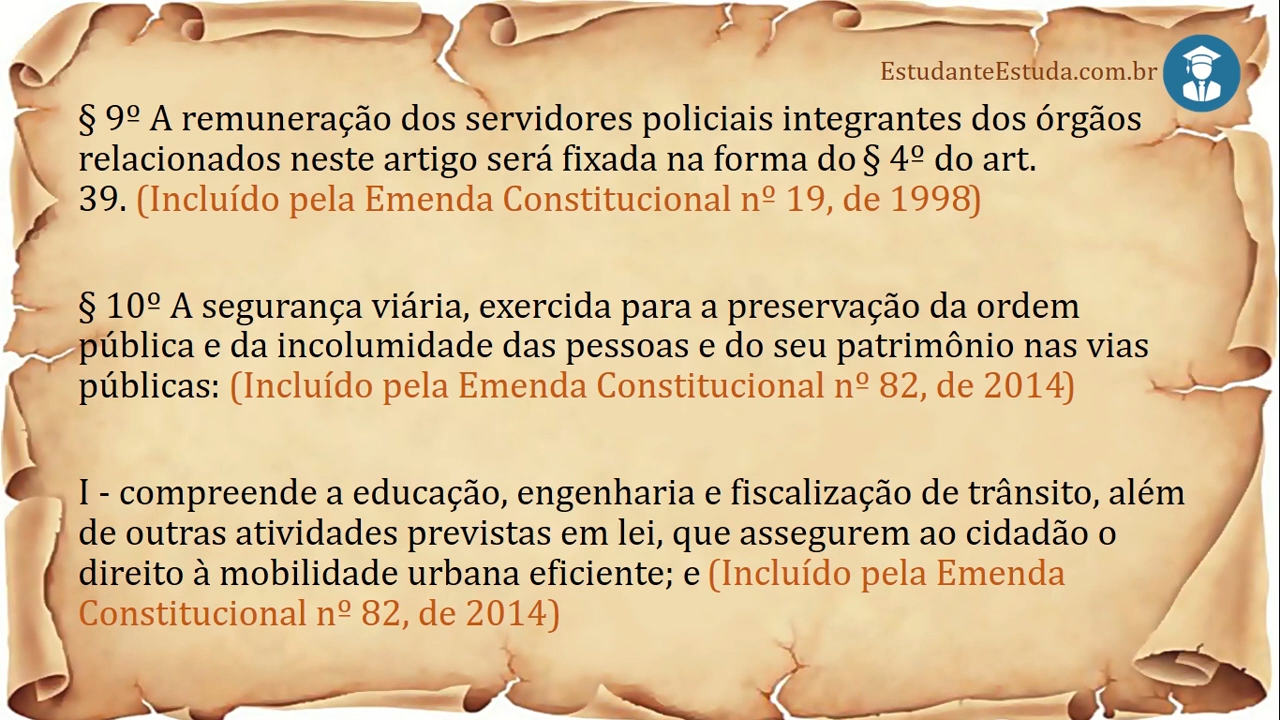 EstudanteEstuda.com.br
§ 9º A remuneração dos servidores policiais integrantes dos órgãos
relacionados neste artigo será fixada na forma do § 4º do art.
39. (Incluído pela Emenda Constitucional nº 19, de 1998)
§ 10º A segurança viária, exercida para a preservação da ordem
pública e da incolumidade das pessoas e do seu patrimônio nas vias
públicas: (Incluído pela Emenda Constitucional nº 82, de 2014)
I - compreende a educação, engenharia e fiscalização de trânsito, além
de outras atividades previstas em lei, que assegurem ao cidadão o
direito à mobilidade urbana eficiente; e (Incluído pela Emenda
Constitucional nº 82, de 2014)